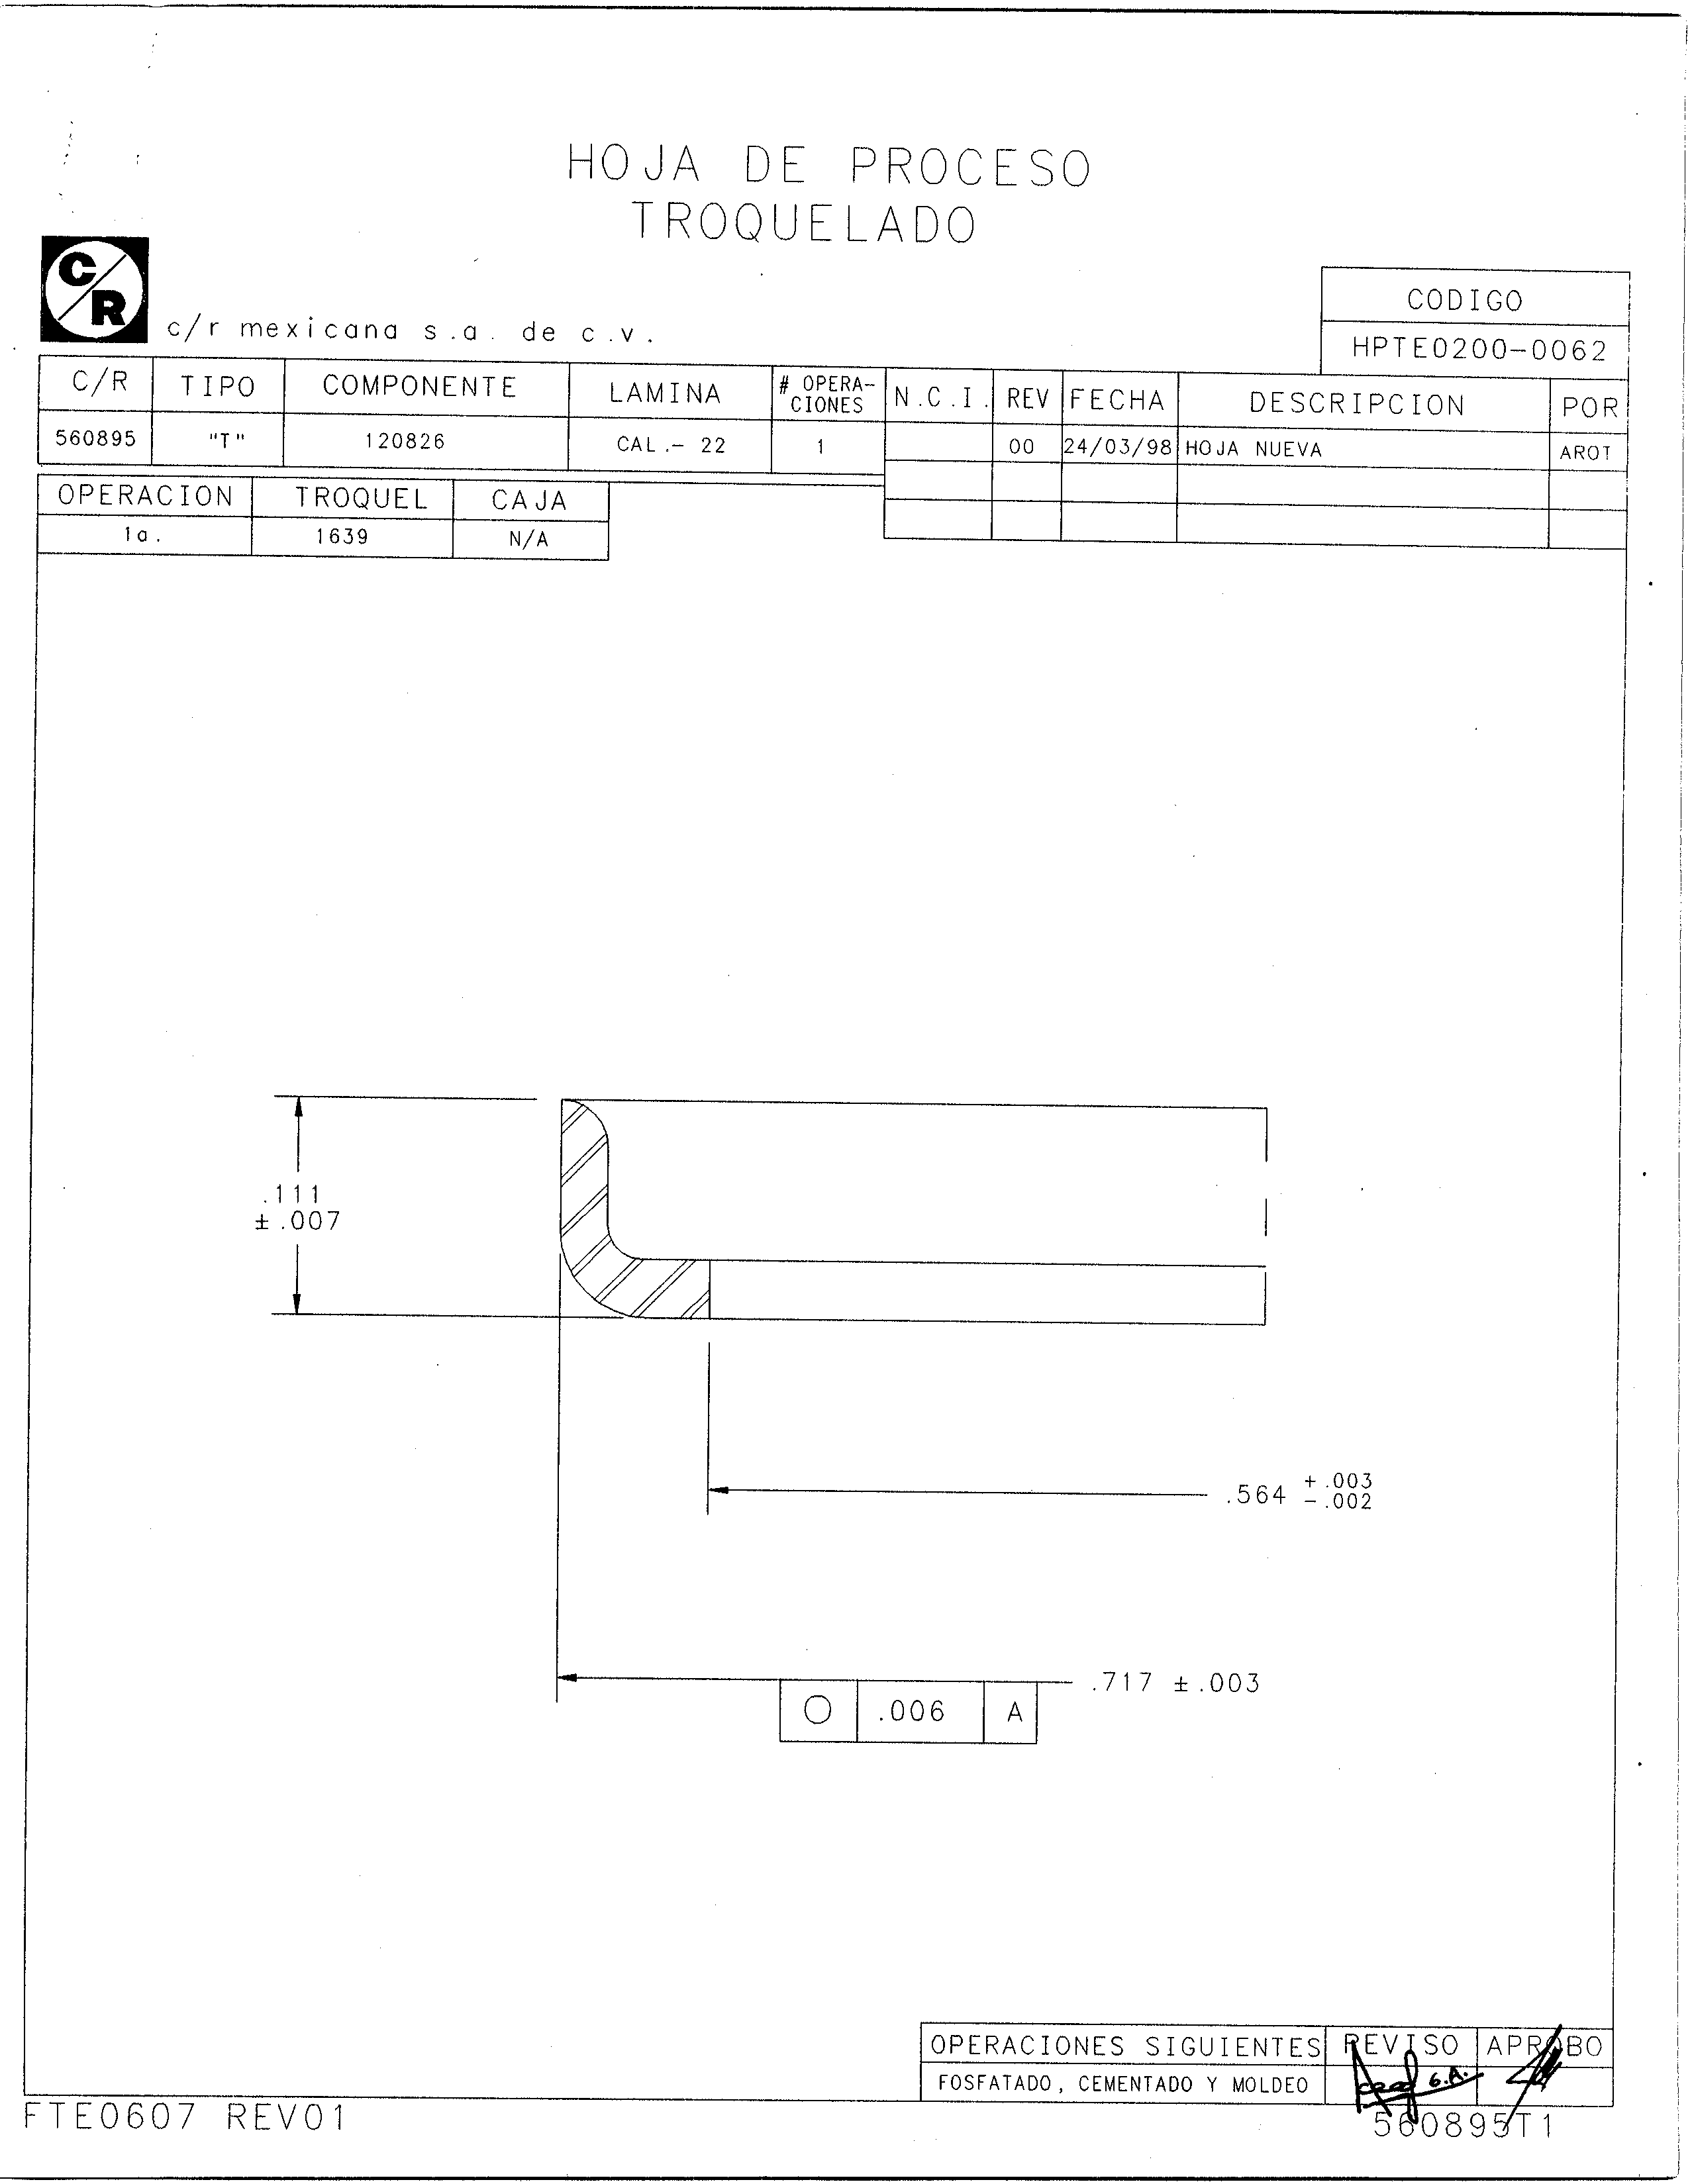 HOJA DE PROCESO
TROQUELADO
C/R
c/r mexicana s.a. de c.v.
CODIGO
HPTE0200-0062
C/R TIPO COMPONENTE LAMINA # OPERA-CIONES N.C.I. REV FECHA DESCRIPCION POR
560895 "T" 120826 CAL.- 22 1 00 24/03/98 HOJA NUEVA AROT
OPERACION TROQUEL CAJA
1a. 1639 N/A
.111
± .007
.564 +.003
-.002
.717 ±.003
.006 A
OPERACIONES SIGUIENTES REVISO APROBO
FOSFATADO, CEMENTADO Y MOLDEO G.A.
FTE0607 REV01
560895T1